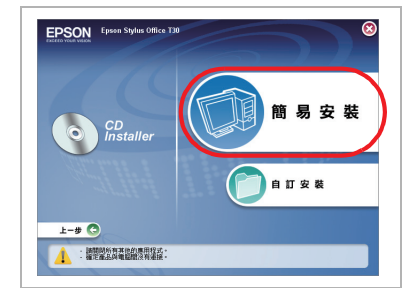 EPSON Epson Stylus Office T30
EXCEED YOUR VISION
CD
Installer
簡易安裝
自訂安裝
上一步
· 請關閉所有其他的應用程式。
· 確定產品與電腦間沒有連接。